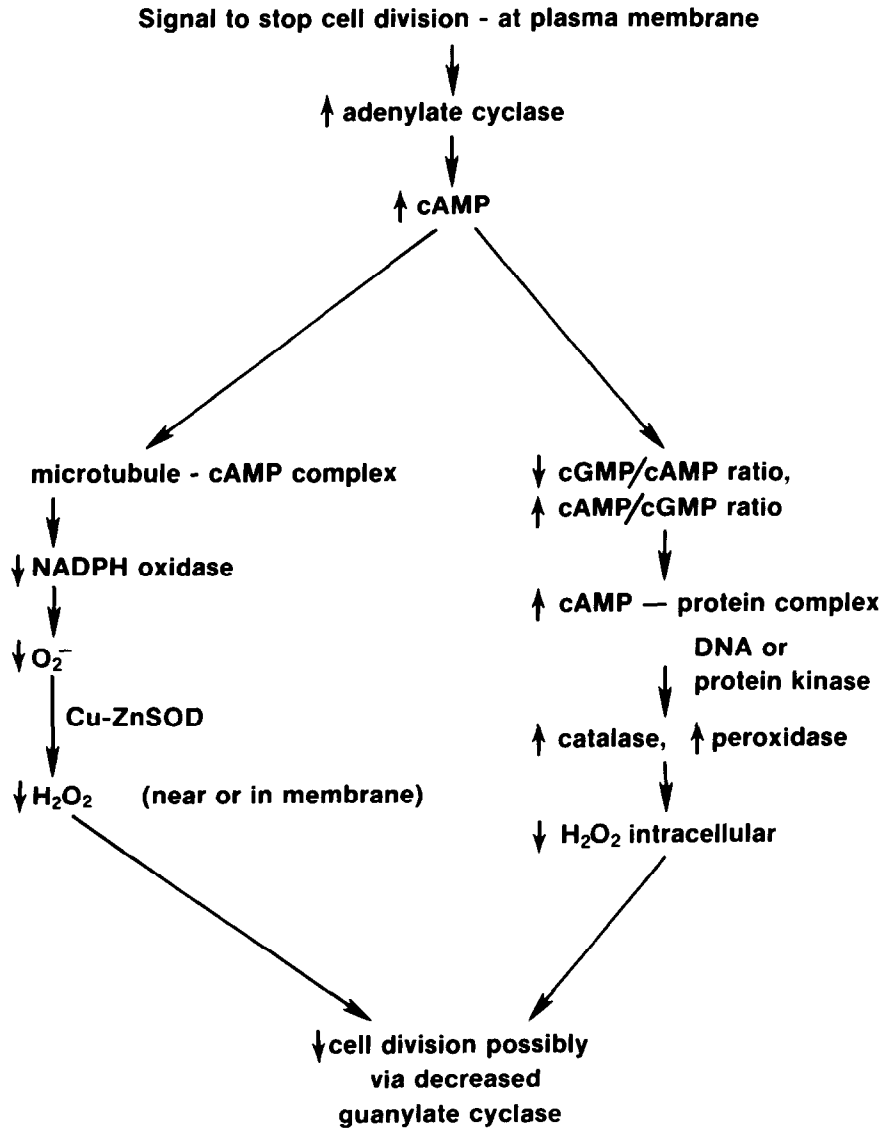 Signal to stop cell division - at plasma membrane
↑ adenylate cyclase
↑ cAMP
microtubule - cAMP complex
↓ NADPH oxidase
↓ O₂⁻
Cu-ZnSOD
↓ H₂O₂ (near or in membrane)
↓ cGMP/cAMP ratio,
↑ cAMP/cGMP ratio
↑ cAMP — protein complex
DNA or
protein kinase
↑ catalase, ↑ peroxidase
↓ H₂O₂ intracellular
↓ cell division possibly
via decreased
guanylate cyclase